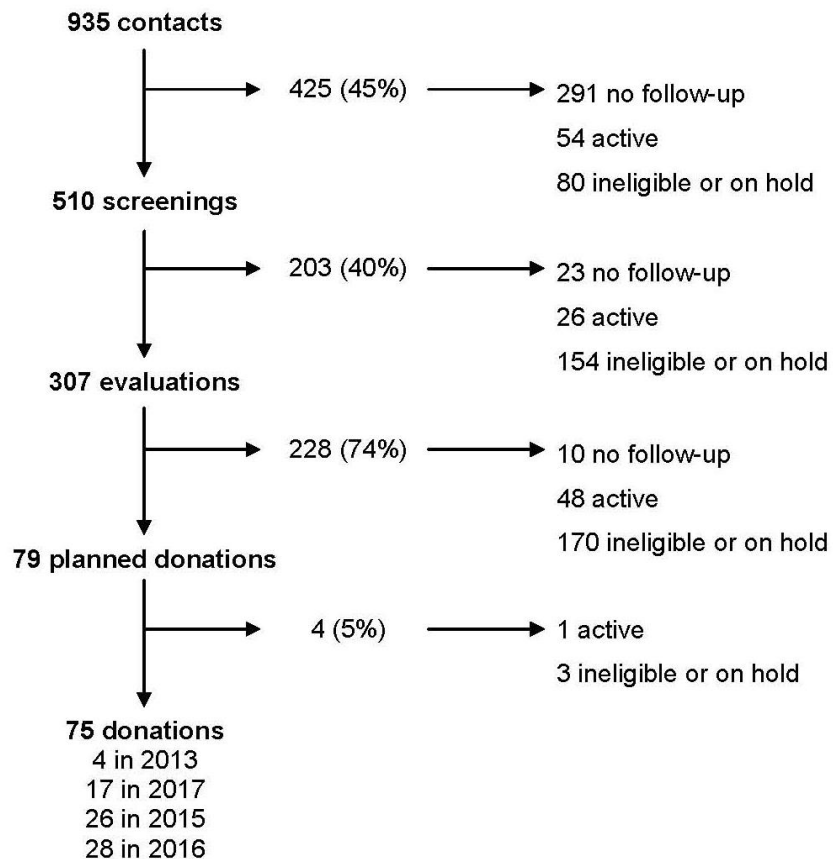 935 contacts
425 (45%)
291 no follow-up
54 active
80 ineligible or on hold
510 screenings
203 (40%)
23 no follow-up
26 active
154 ineligible or on hold
307 evaluations
228 (74%)
10 no follow-up
48 active
170 ineligible or on hold
79 planned donations
4 (5%)
1 active
3 ineligible or on hold
75 donations
4 in 2013
17 in 2017
26 in 2015
28 in 2016